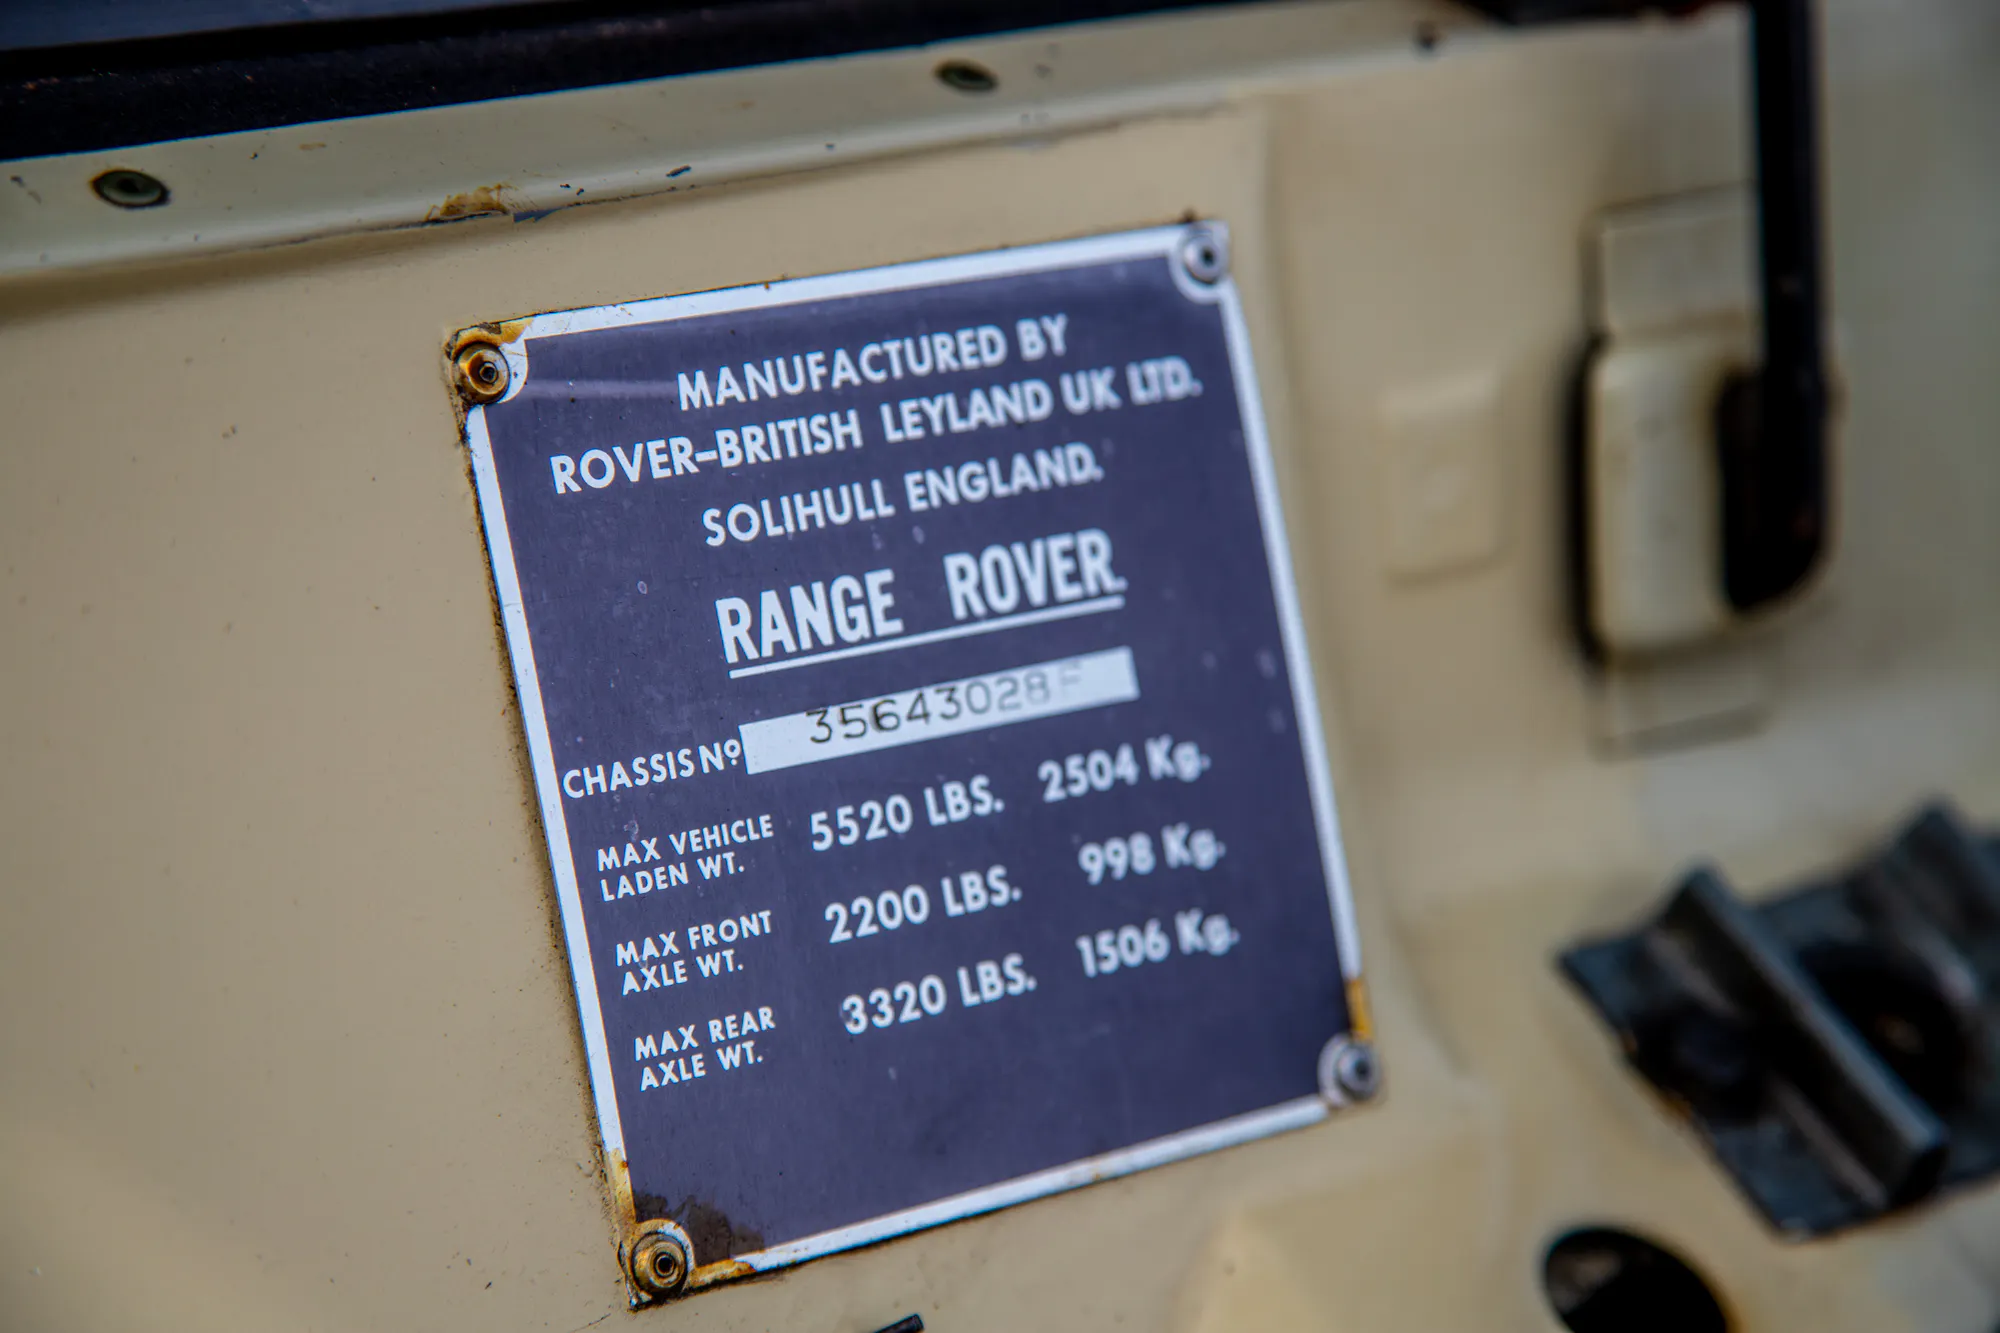 MANUFACTURED BY
ROVER-BRITISH LEYLAND UK LTD.
SOLIHULL ENGLAND.
RANGE ROVER
CHASSIS Nº 35643028F
MAX VEHICLE LADEN WT. 5520 LBS. 2504 Kg.
MAX FRONT AXLE WT. 2200 LBS. 998 Kg.
MAX REAR AXLE WT. 3320 LBS. 1506 Kg.